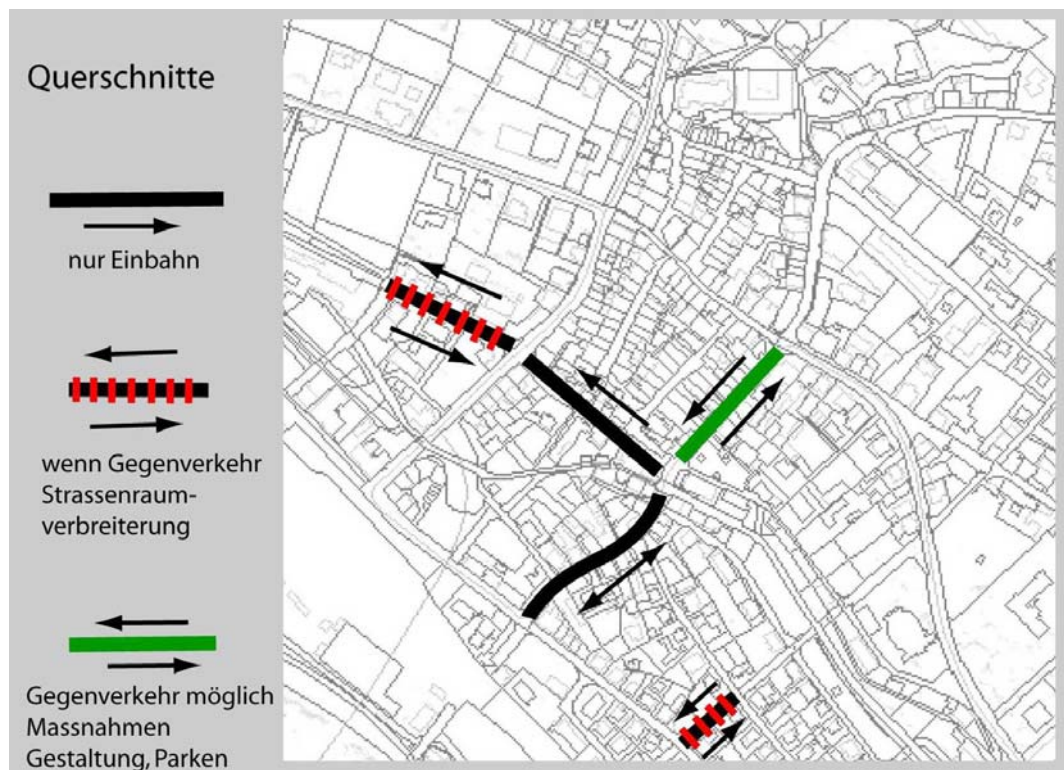 Querschnitte
nur Einbahn
wenn Gegenverkehr
Strassenraum-
verbreiterung
Gegenverkehr möglich
Massnahmen
Gestaltung, Parken